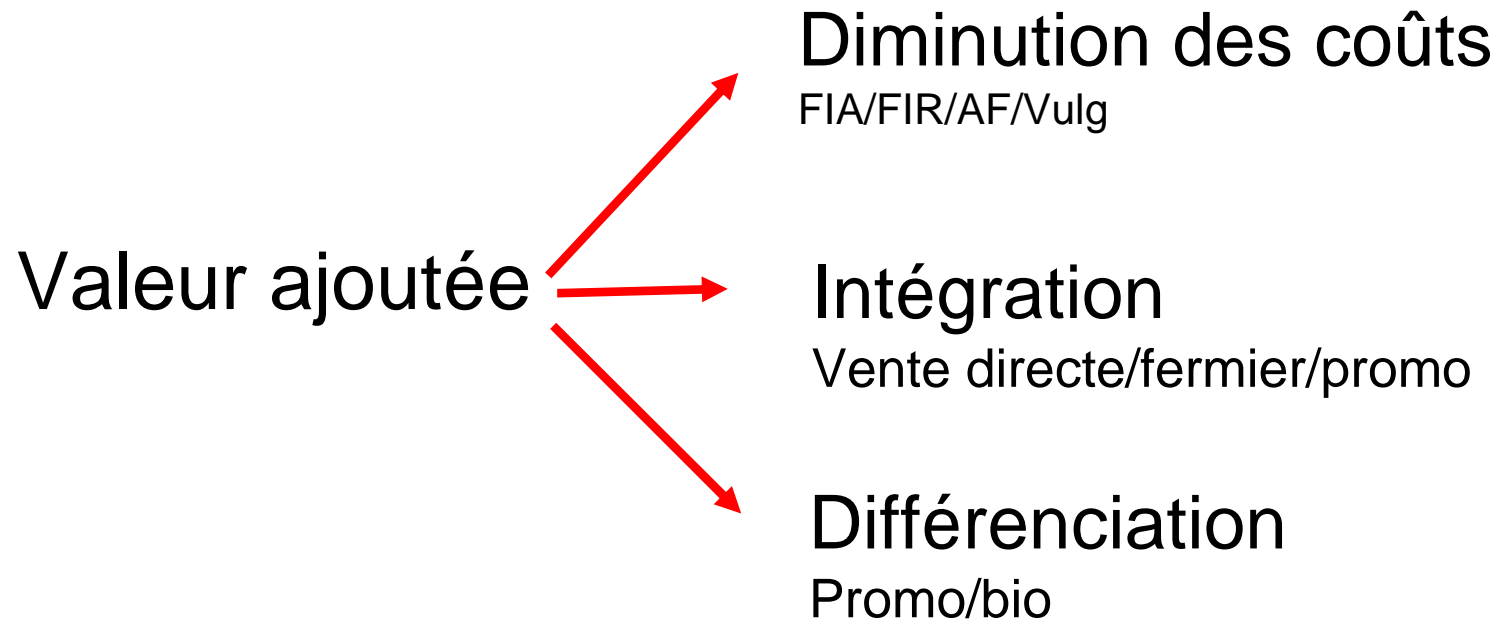 Diminution des coûts
FIA/FIR/AF/Vulg
Valeur ajoutée
Intégration
Vente directe/fermier/promo
Différenciation
Promo/bio